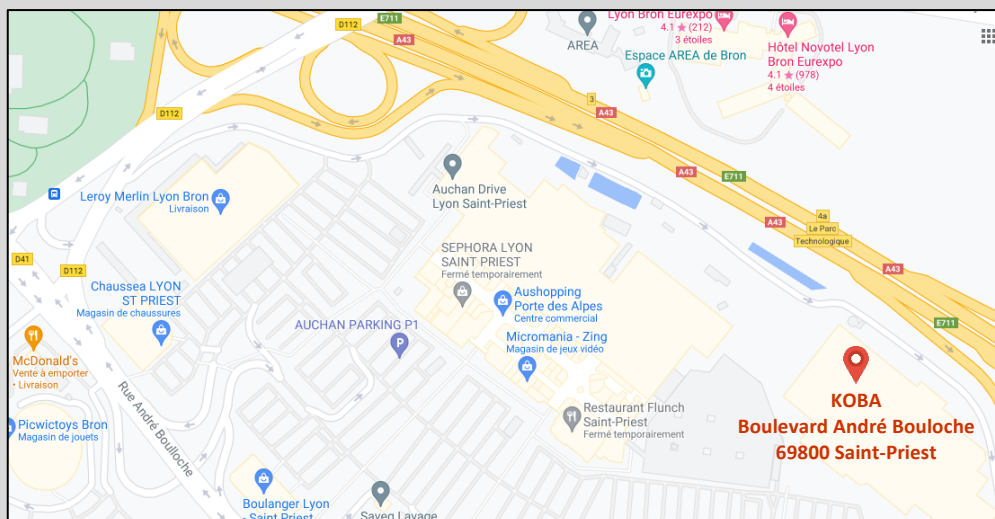 D112
E711
A43
Lyon Bron Eurexpo
4.1 ★ (212)
3 étoiles
AREA
Espace AREA de Bron
Hôtel Novotel Lyon
Bron Eurexpo
4.1 ★ (978)
4 étoiles
D112
3
A43
A43
E711
Leroy Merlin Lyon Bron
Livraison
Auchan Drive
Lyon Saint-Priest
4a
Le Parc
Technologique
A43
D41
D112
SEPHORA LYON
SAINT PRIEST
Fermé temporairement
A43
Chaussea LYON
ST PRIEST
Magasin de chaussures
Aushopping
Porte des Alpes
Centre commercial
AUCHAN PARKING P1
P
E711
Micromania - Zing
Magasin de jeux vidéo
McDonald's
Vente à emporter
• Livraison
Rue André Boulloche
Restaurant Flunch
Saint-Priest
Fermé temporairement
KOBA
Boulevard André Bouloche
69800 Saint-Priest
Picwictoys Bron
Magasin de jouets
Boulanger Lyon
- Saint Priest
Sayeg Lavage